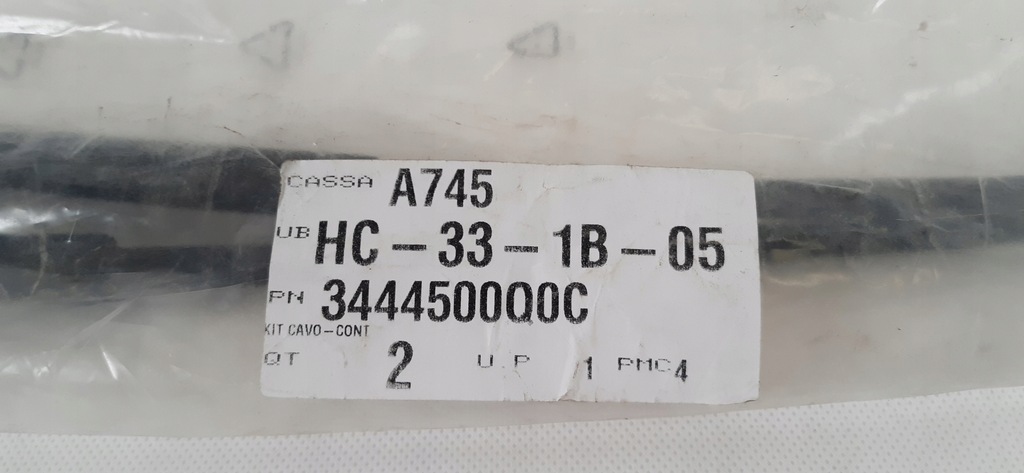 CASSA A745
UB HC-33-1B-05
PN 3444500Q0C
KIT CAVO-CONT
QT 2 U.P 1 PMC4